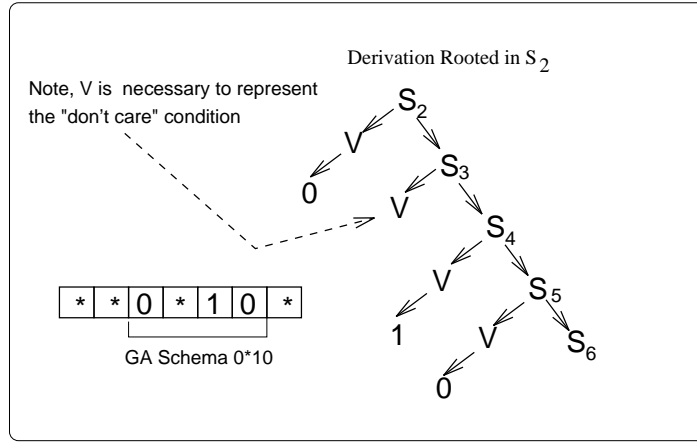 Derivation Rooted in S2
Note, V is necessary to represent
the "don't care" condition
S2
V
S3
0
V
S4
V
S5
* * 0 * 1 0 *
1
V
S6
GA Schema 0*10
0